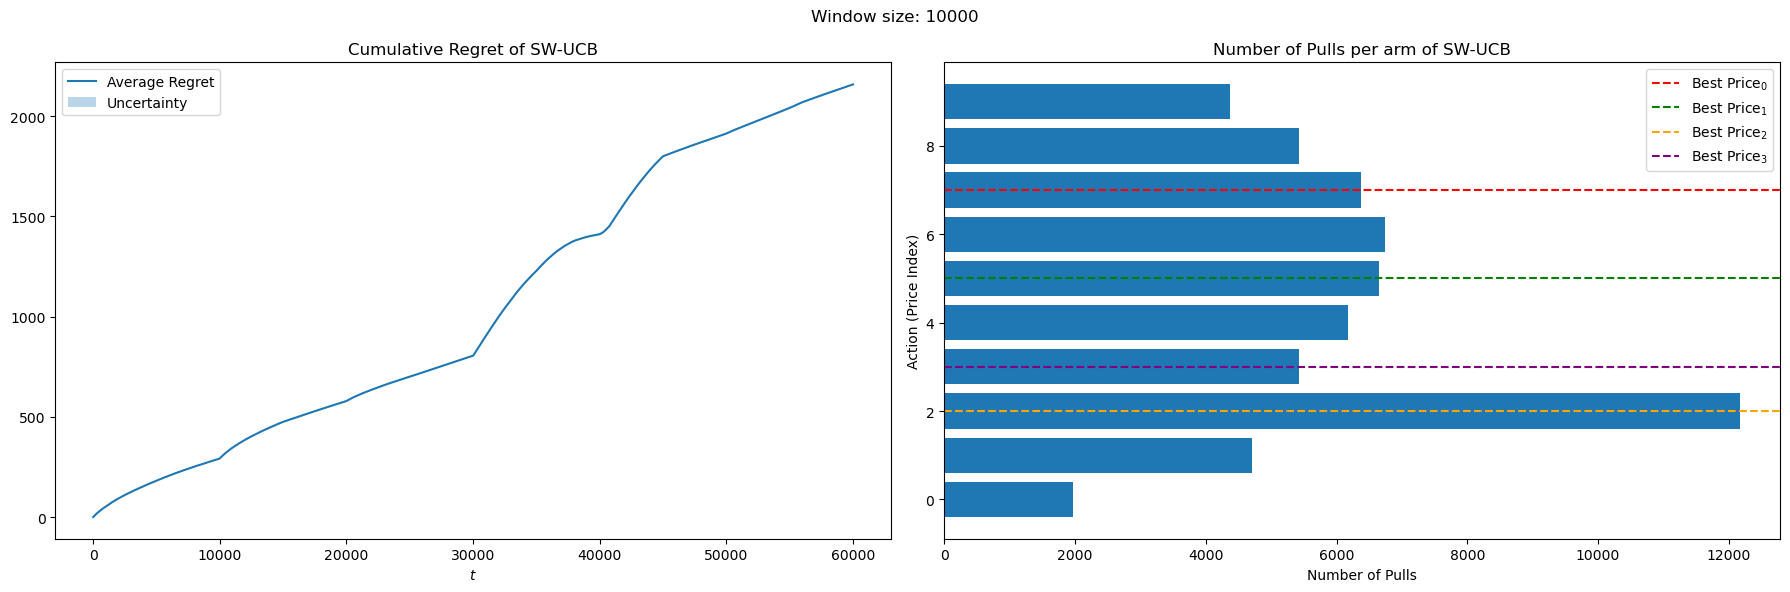 Window size: 10000
Cumulative Regret of SW-UCB
Average Regret
Uncertainty
2000
1500
1000
500
0
0 10000 20000 30000 40000 50000 60000
t
Number of Pulls per arm of SW-UCB
Best Price₀
Best Price₁
Best Price₂
Best Price₃
Action (Price Index)
8
6
4
2
0
0 2000 4000 6000 8000 10000 12000
Number of Pulls